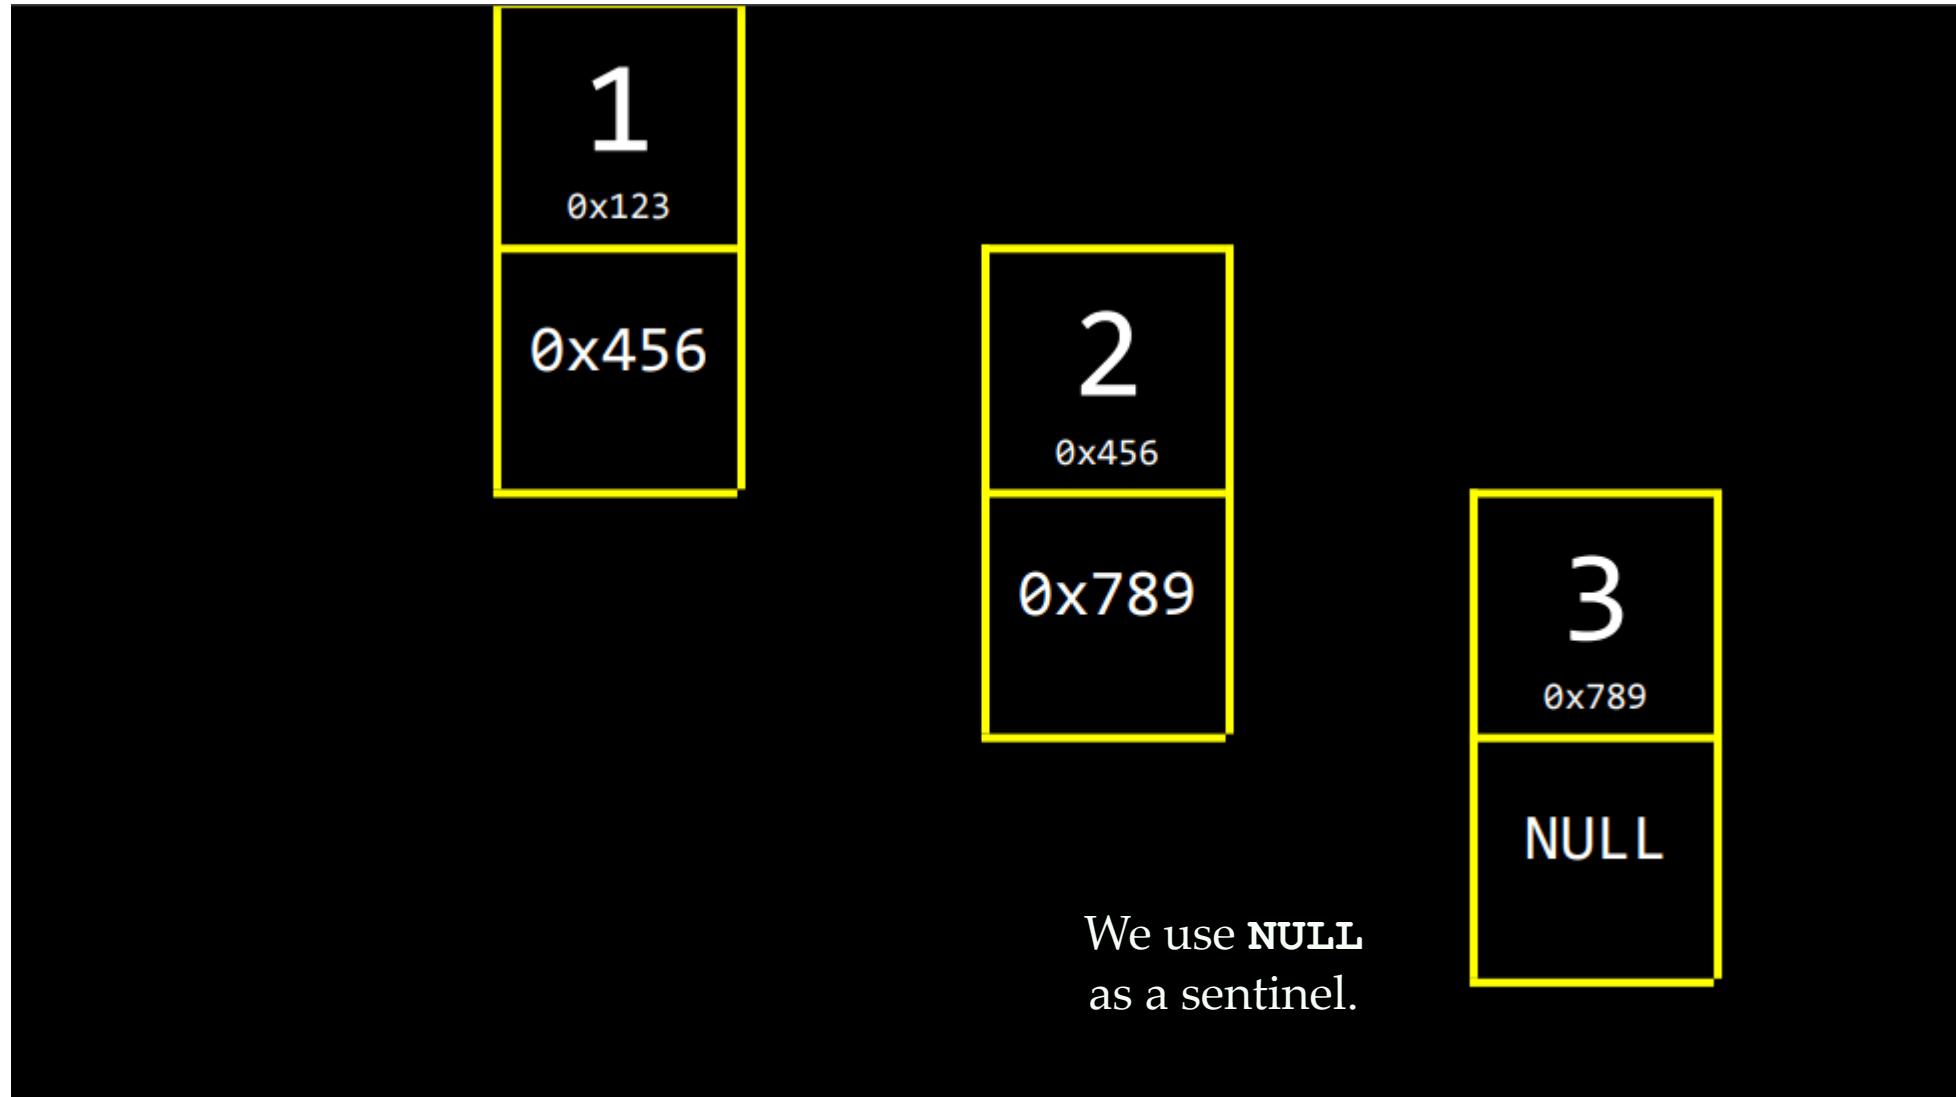 1
0x123
0x456
2
0x456
0x789
3
0x789
NULL
We use NULL
as a sentinel.